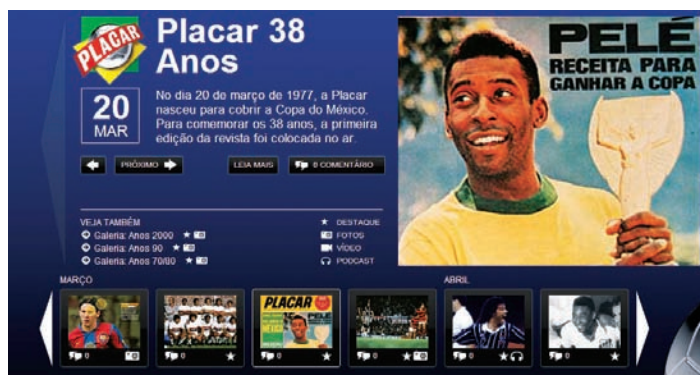 PLACAR
Placar 38
Anos
20
MAR
No dia 20 de março de 1977, a Placar
nasceu para cobrir a Copa do México.
Para comemorar os 38 anos, a primeira
edição da revista foi colocada no ar.
PRÓXIMO
LEIA MAIS
0 COMENTÁRIO
PELÉ
RECEITA PARA
GANHAR A COPA
VEJA TAMBÉM
Galeria: Anos 2000
Galeria: Anos 90
Galeria: Anos 70/80
DESTAQUE
FOTOS
VÍDEO
PODCAST
MARÇO
ABRIL
PLACAR
PELÉ
MÉXICO
0
0
0
0
0
0